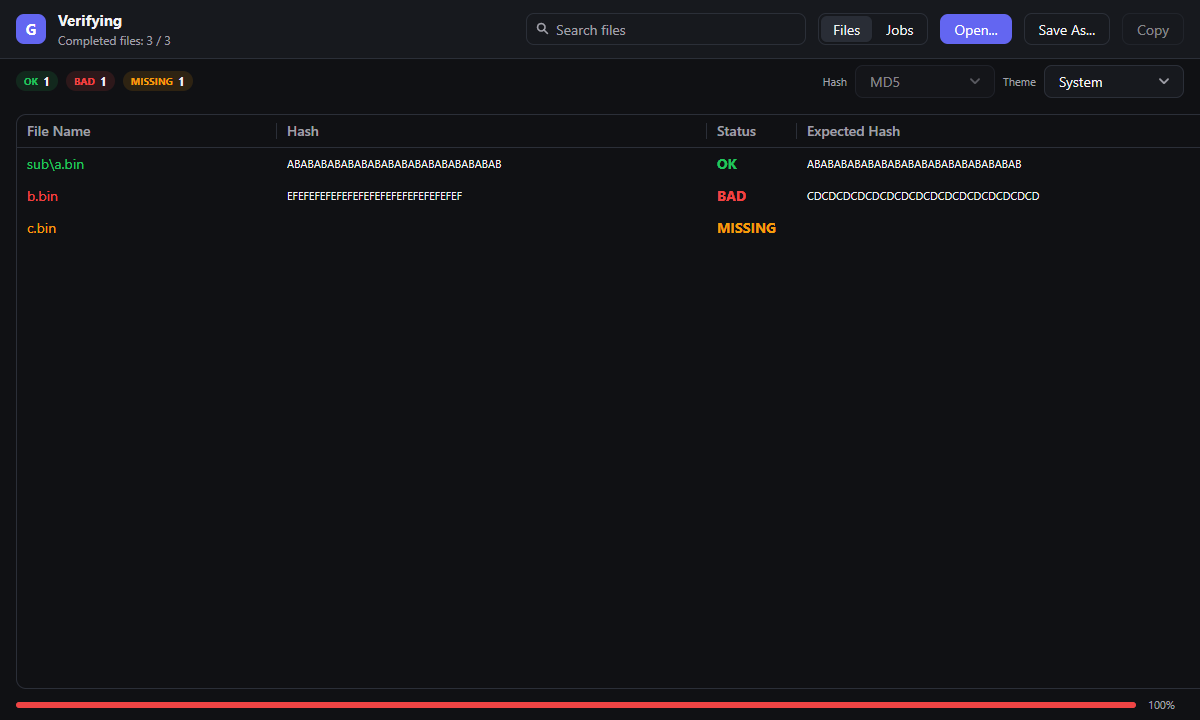 G
Verifying
Completed files: 3 / 3
Search files
Files Jobs
Open...
Save As...
Copy
OK 1 BAD 1 MISSING 1
Hash MD5 Theme System
File Name Hash Status Expected Hash
sub\a.bin ABABABABABABABABABABABABABABABAB OK ABABABABABABABABABABABABABABABAB
b.bin EFEFEFEFEFEFEFEFEFEFEFEFEFEFEFEF BAD CDCDCDCDCDCDCDCDCDCDCDCDCDCDCDCD
c.bin MISSING
100%